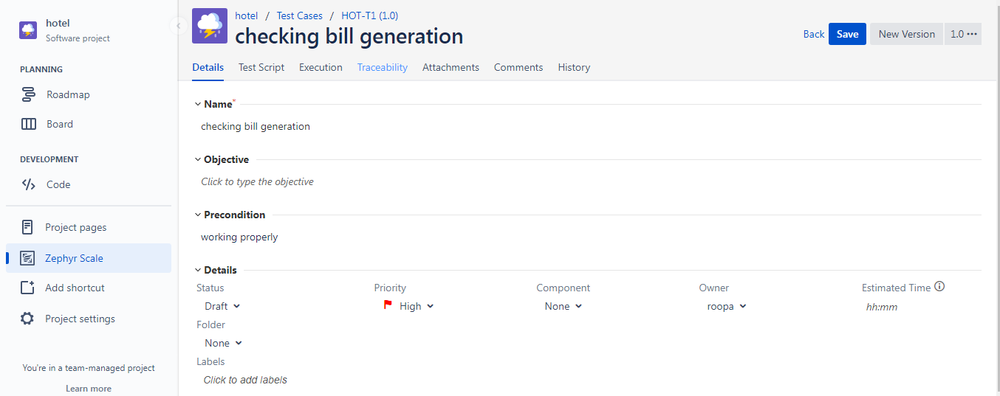 hotel
Software project
PLANNING
Roadmap
Board
DEVELOPMENT
Code
Project pages
Zephyr Scale
Add shortcut
Project settings
You're in a team-managed project
Learn more
hotel / Test Cases / HOT-T1 (1.0)
checking bill generation
Back Save New Version 1.0 •••
Details Test Script Execution Traceability Attachments Comments History
Name*
checking bill generation
Objective
Click to type the objective
Precondition
working properly
Details
Status Priority Component Owner Estimated Time
Draft High None roopa hh:mm
Folder
None
Labels
Click to add labels